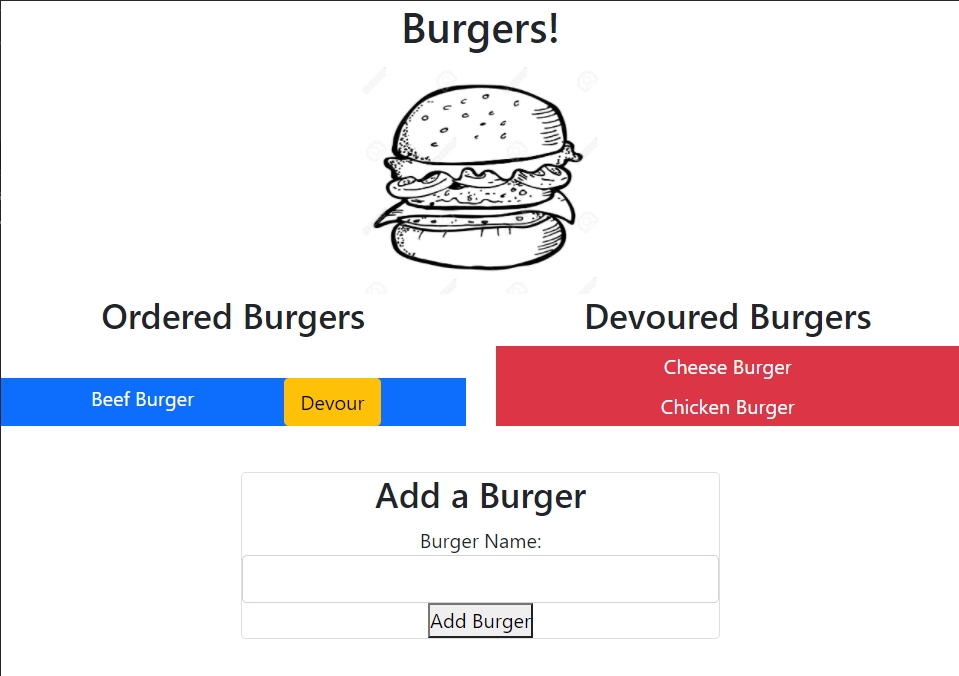 Burgers!
Ordered Burgers
Beef Burger
Devour
Devoured Burgers
Cheese Burger
Chicken Burger
Add a Burger
Burger Name:
Add Burger